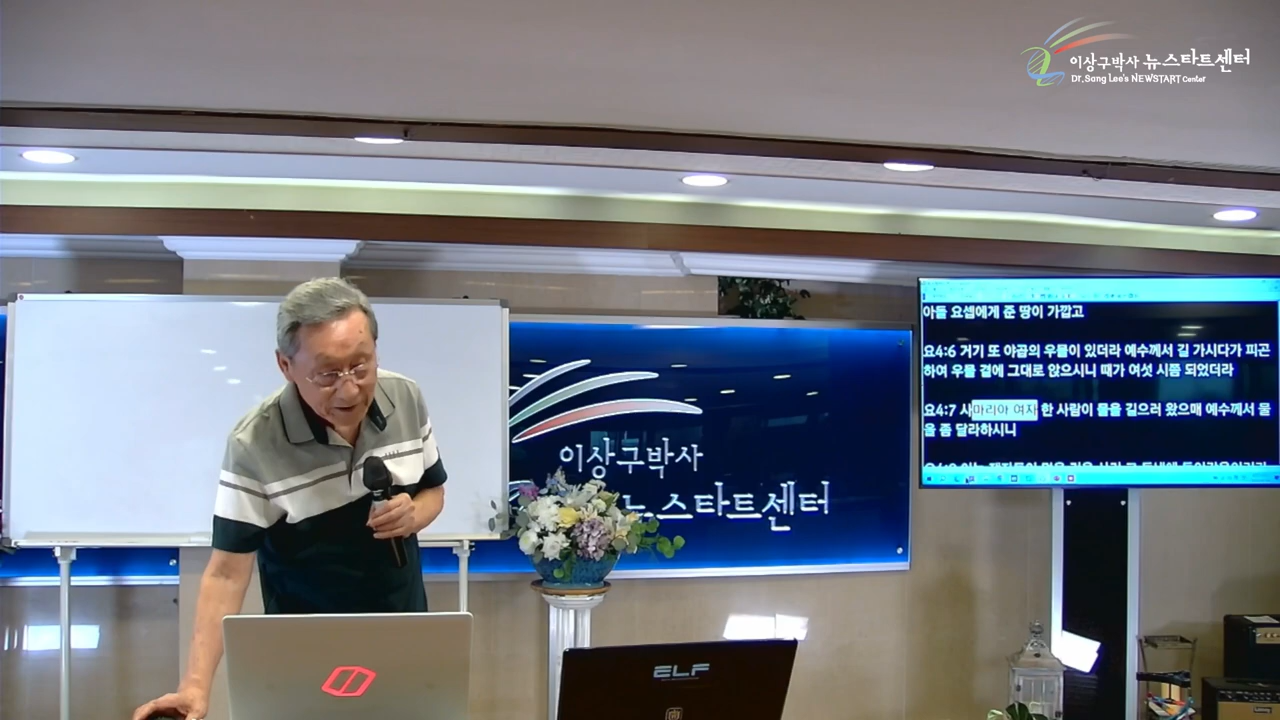 이상구박사 뉴스타트센터
Dr. Sang Lee's NEWSTART Center
아들 요셉에게 준 땅이 가깝고
요4:6 거기 또 야곱의 우물이 있더라 예수께서 길 가시다가 피곤
하여 우물 곁에 그대로 앉으시니 때가 여섯 시쯤 되었더라
요4:7 사마리아 여자 한 사람이 물을 길으러 왔으매 예수께서 물
을 좀 달라하시니
이상구박사
뉴스타트센터
ELF